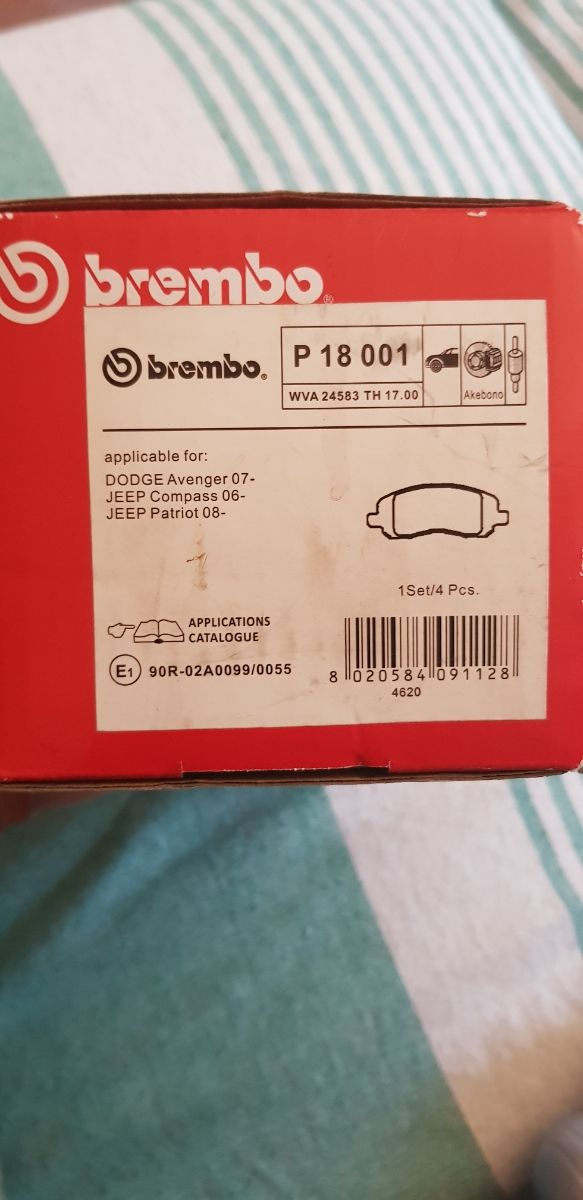 brembo®
brembo®
P 18 001
WVA 24583 TH 17.00
Akebono
applicable for:
DODGE Avenger 07-
JEEP Compass 06-
JEEP Patriot 08-
1Set/4 Pcs.
APPLICATIONS
CATALOGUE
E1 90R-02A0099/0055
8 020584 091128
4620